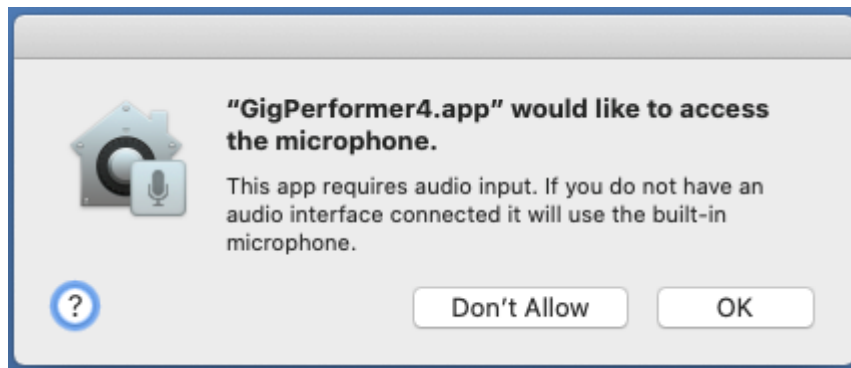 “GigPerformer4.app” would like to access
the microphone.
This app requires audio input. If you do not have an
audio interface connected it will use the built-in
microphone.
?
Don’t Allow
OK